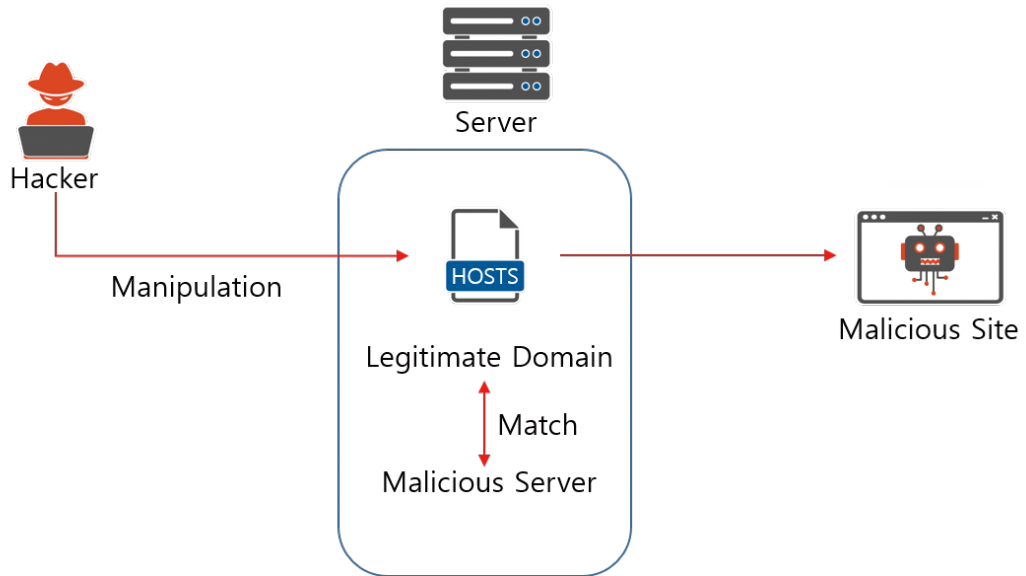 Server
Hacker
Manipulation
HOSTS
Legitimate Domain
Match
Malicious Server
Malicious Site